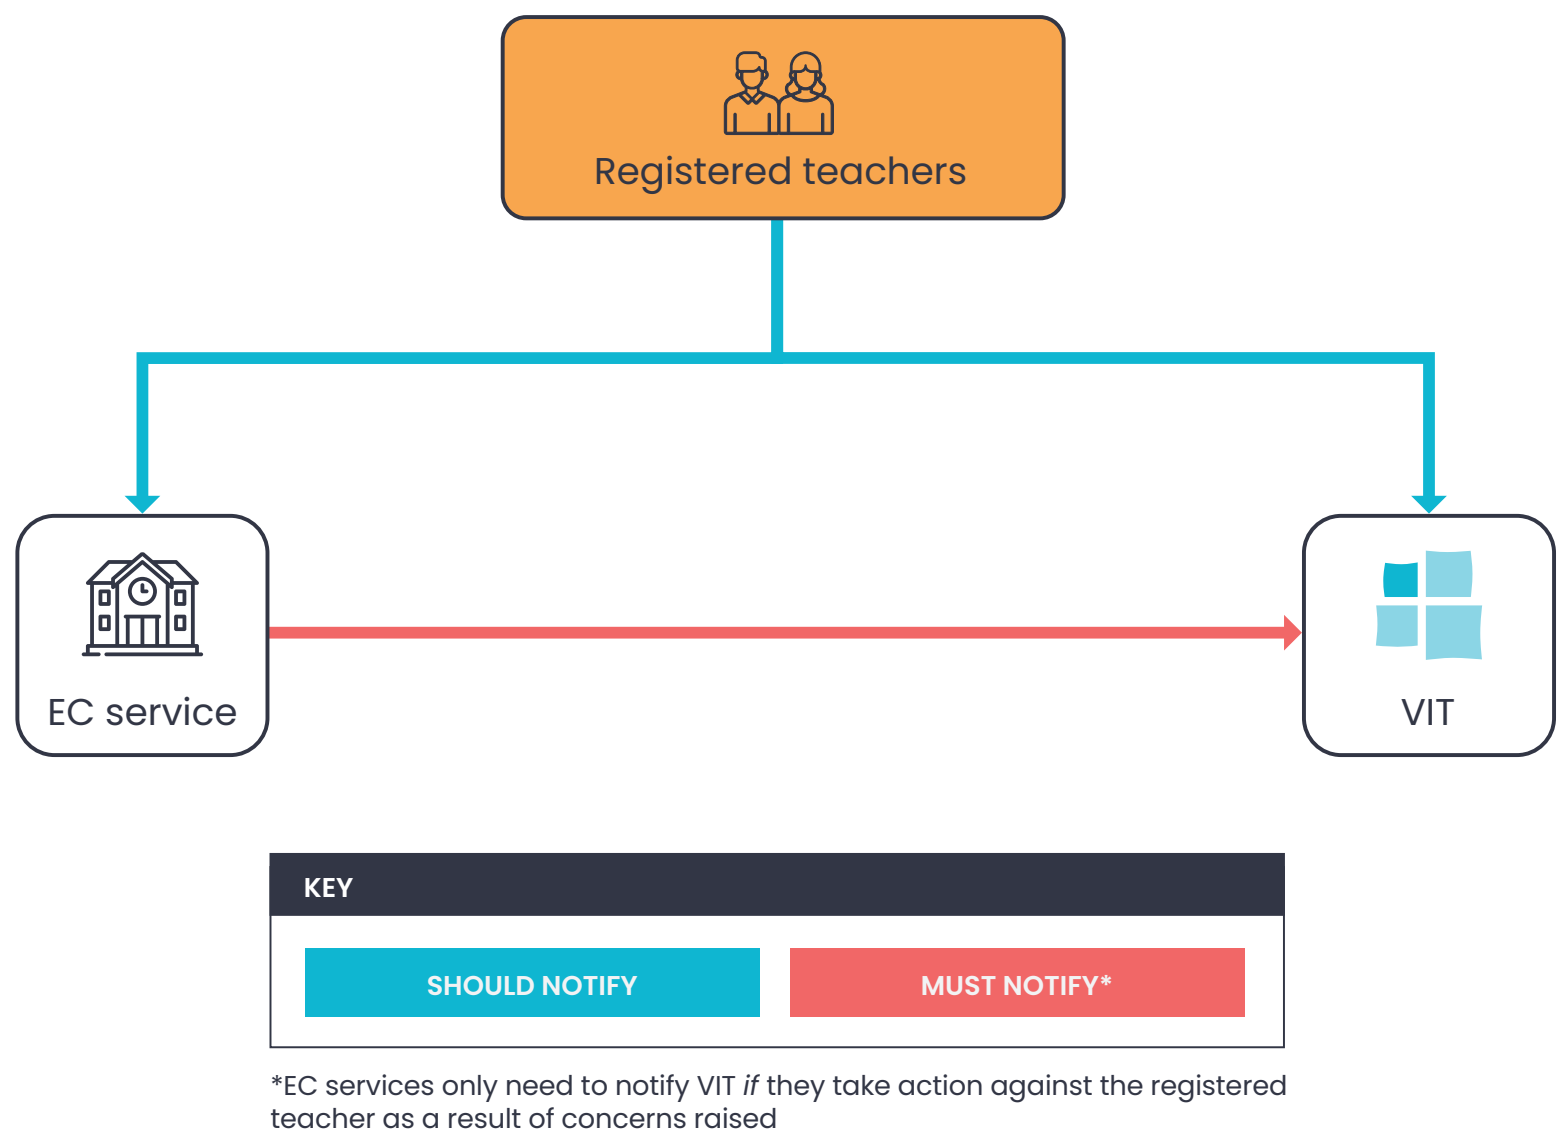 Registered teachers
EC service
VIT
KEY
SHOULD NOTIFY
MUST NOTIFY*
*EC services only need to notify VIT if they take action against the registered
teacher as a result of concerns raised